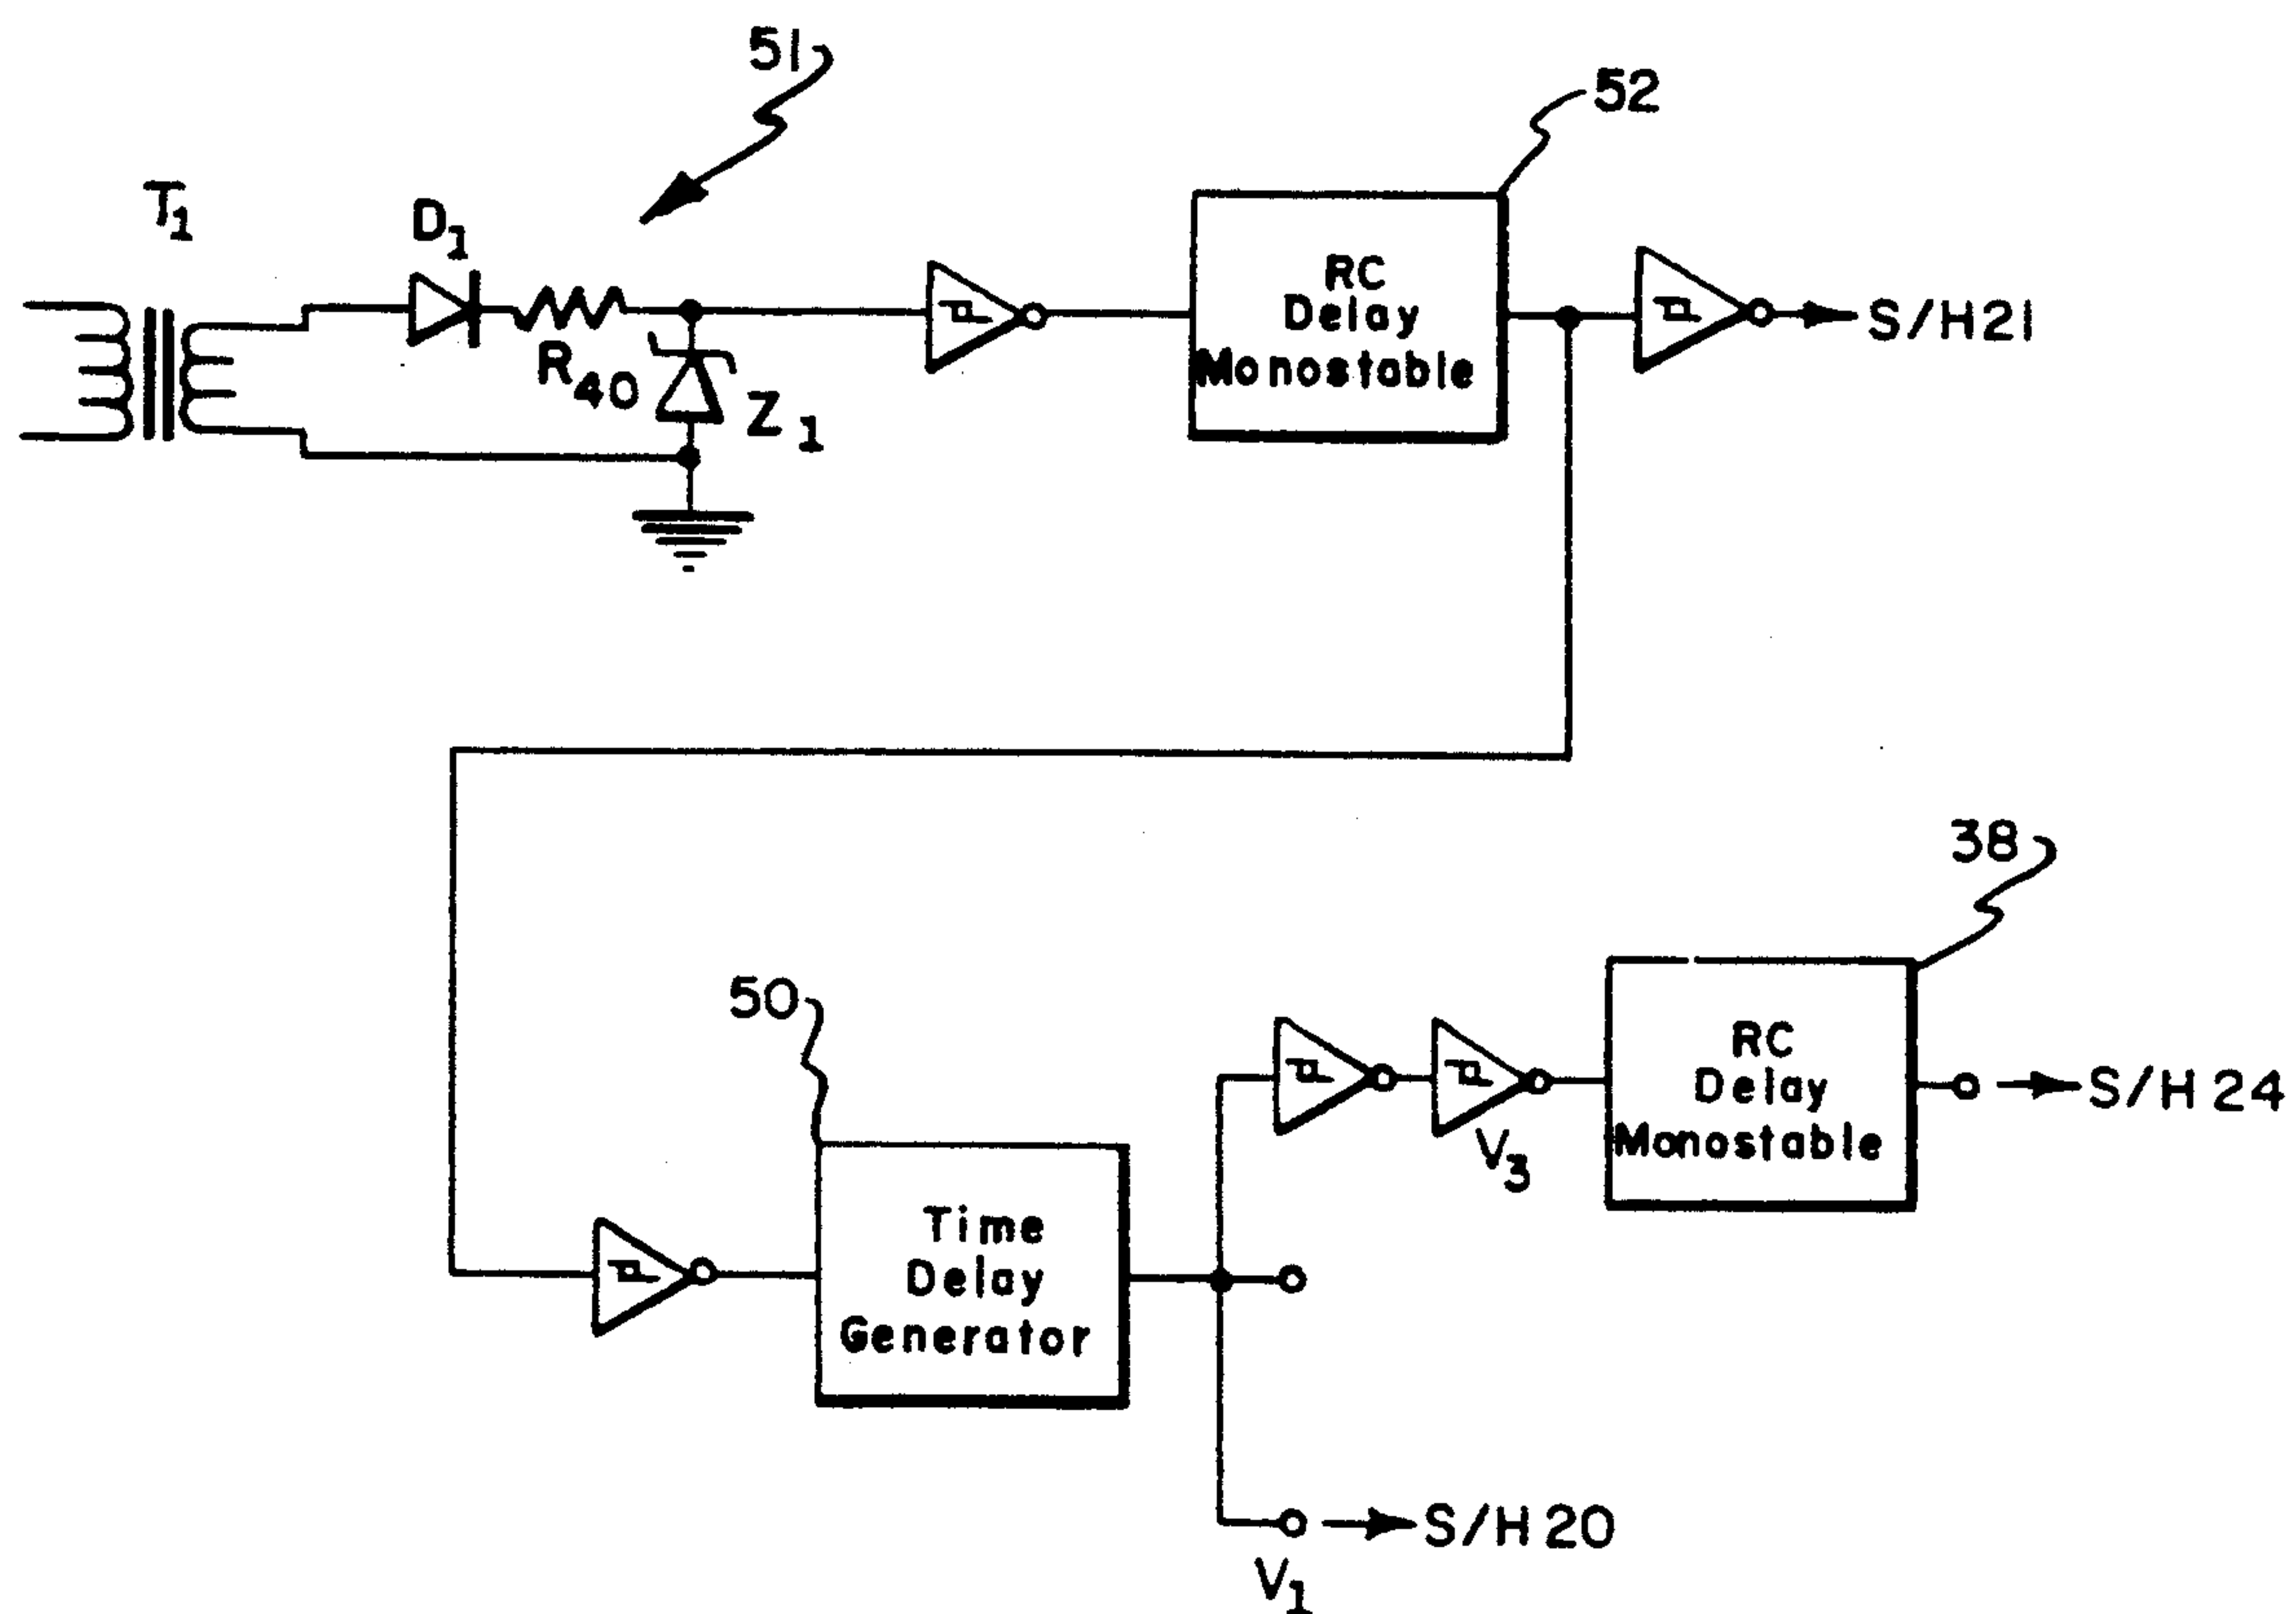 51
52
T1
D1
R40
Z1
RC
Delay
Monostable
S/H21
38
50
RC
Delay
Monostable
S/H 24
V3
Time
Delay
Generator
S/H 20
V1